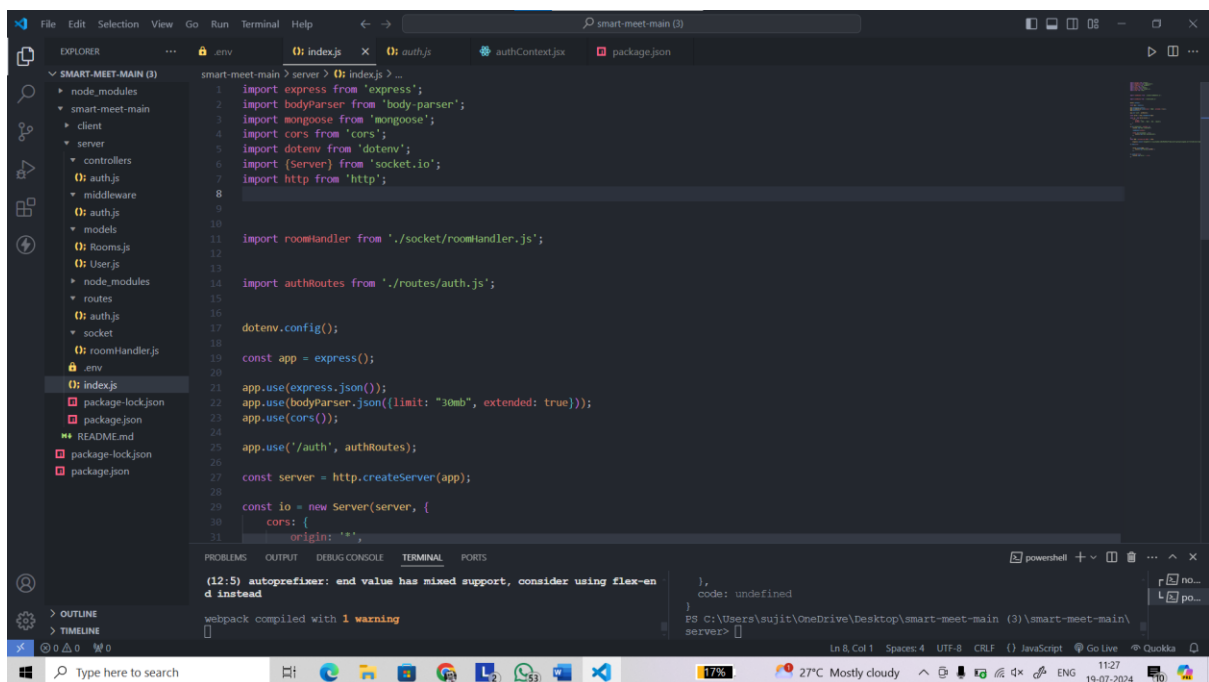 File Edit Selection View Go Run Terminal Help
smart-meet-main (3)
EXPLORER
.env
index.js
auth.js
authContext.jsx
package.json
SMART-MEET-MAIN (3)
node_modules
smart-meet-main
client
server
controllers
auth.js
middleware
auth.js
models
Rooms.js
User.js
node_modules
routes
auth.js
socket
roomHandler.js
.env
index.js
package-lock.json
package.json
README.md
package-lock.json
package.json
OUTLINE
TIMELINE
smart-meet-main > server > index.js > ...
1 import express from 'express';
2 import bodyParser from 'body-parser';
3 import mongoose from 'mongoose';
4 import cors from 'cors';
5 import dotenv from 'dotenv';
6 import {Server} from 'socket.io';
7 import http from 'http';
8
9
10
11 import roomHandler from './socket/roomHandler.js';
12
13
14 import authRoutes from './routes/auth.js';
15
16
17 dotenv.config();
18
19 const app = express();
20
21 app.use(express.json());
22 app.use(bodyParser.json({limit: "30mb", extended: true}));
23 app.use(cors());
24
25 app.use('/auth', authRoutes);
26
27 const server = http.createServer(app);
28
29 const io = new Server(server, {
30 cors: {
31 origin: '*',
PROBLEMS OUTPUT DEBUG CONSOLE TERMINAL PORTS
powershell
(12:5) autoprefixer: end value has mixed support, consider using flex-en
d instead
webpack compiled with 1 warning
},
code: undefined
}
PS C:\Users\sujit\OneDrive\Desktop\smart-meet-main (3)\smart-meet-main\
server>
no...
po...
0 0 0 Ln 8, Col 1 Spaces: 4 UTF-8 CRLF {} JavaScript Go Live Quokka
Type here to search
17%
27°C Mostly cloudy
ENG
11:27
19-07-2024